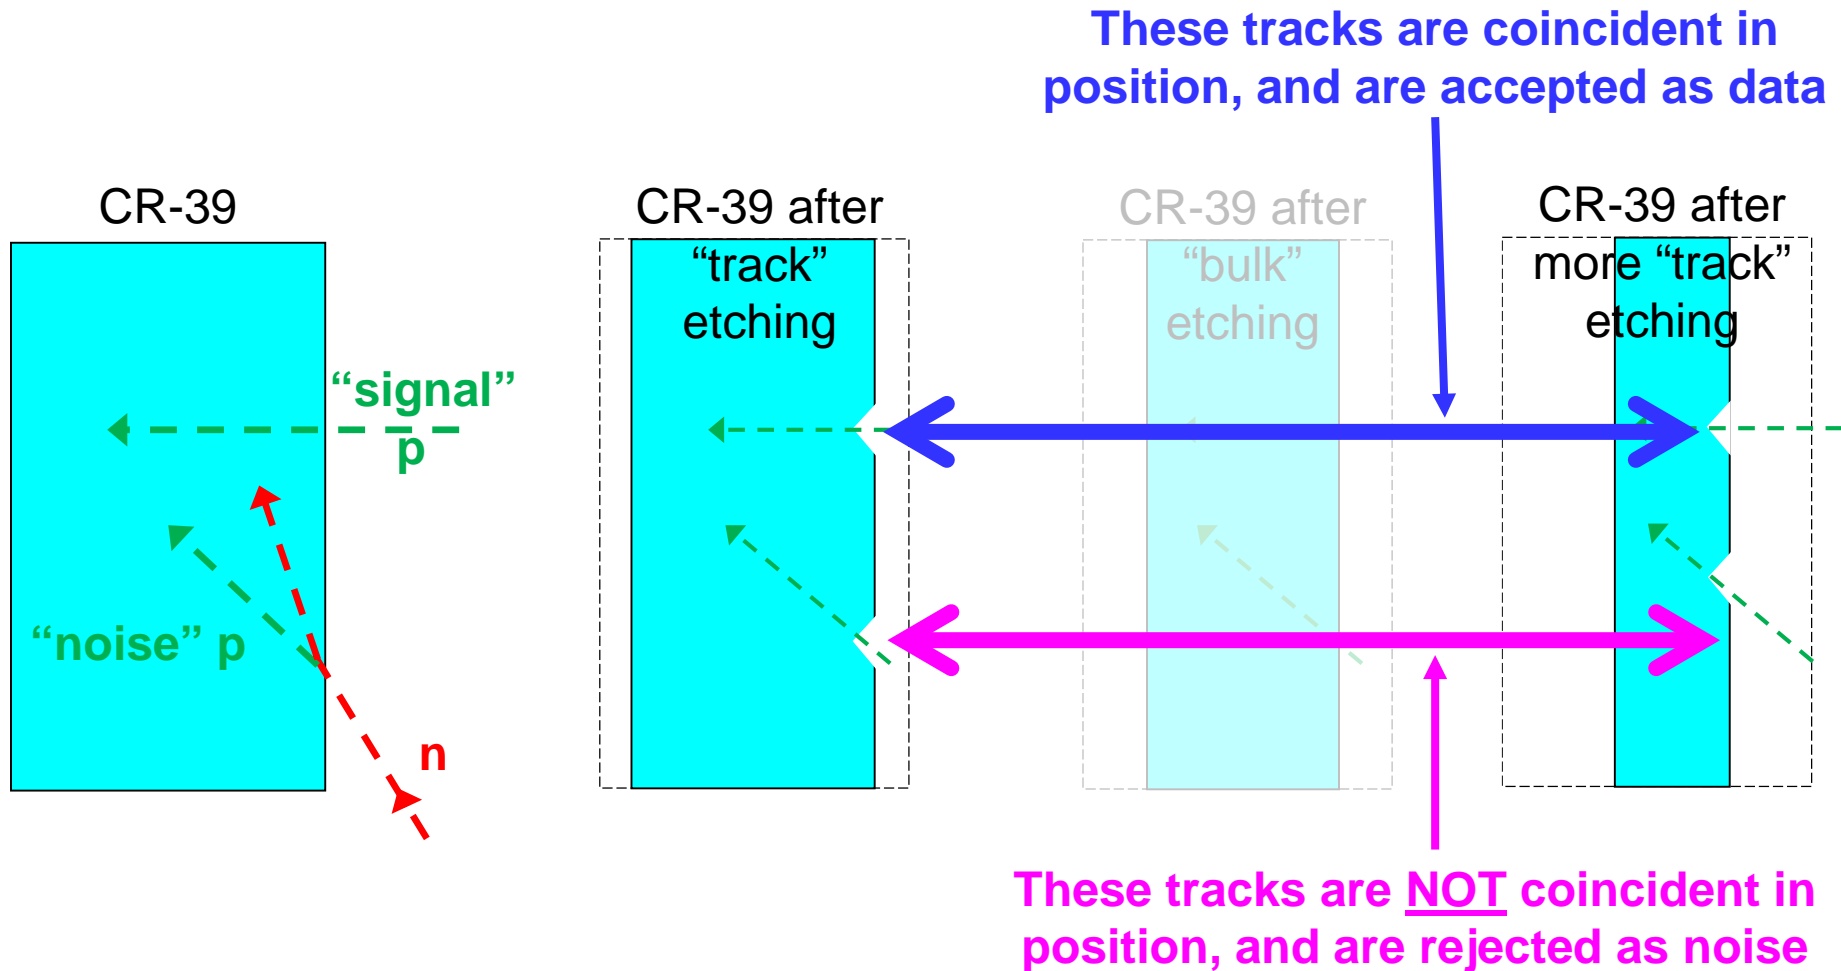 These tracks are coincident in
position, and are accepted as data
CR-39
CR-39 after
“track”
etching
CR-39 after
“bulk”
etching
CR-39 after
more “track”
etching
“signal”
p
“noise” p
n
These tracks are NOT coincident in
position, and are rejected as noise